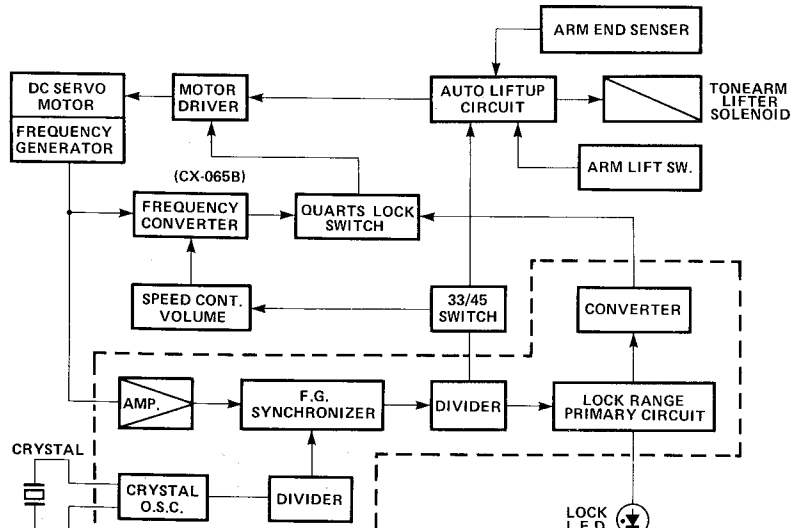 ARM END SENSER
DC SERVO
MOTOR
FREQUENCY
GENERATOR
MOTOR
DRIVER
AUTO LIFTUP
CIRCUIT
TONEARM
LIFTER
SOLENOID
ARM LIFT SW.
(CX-065B)
FREQUENCY
CONVERTER
QUARTS LOCK
SWITCH
SPEED CONT.
VOLUME
33/45
SWITCH
CONVERTER
AMP.
F.G.
SYNCHRONIZER
DIVIDER
LOCK RANGE
PRIMARY CIRCUIT
CRYSTAL
CRYSTAL
O.S.C.
DIVIDER
LOCK
L.E.D.